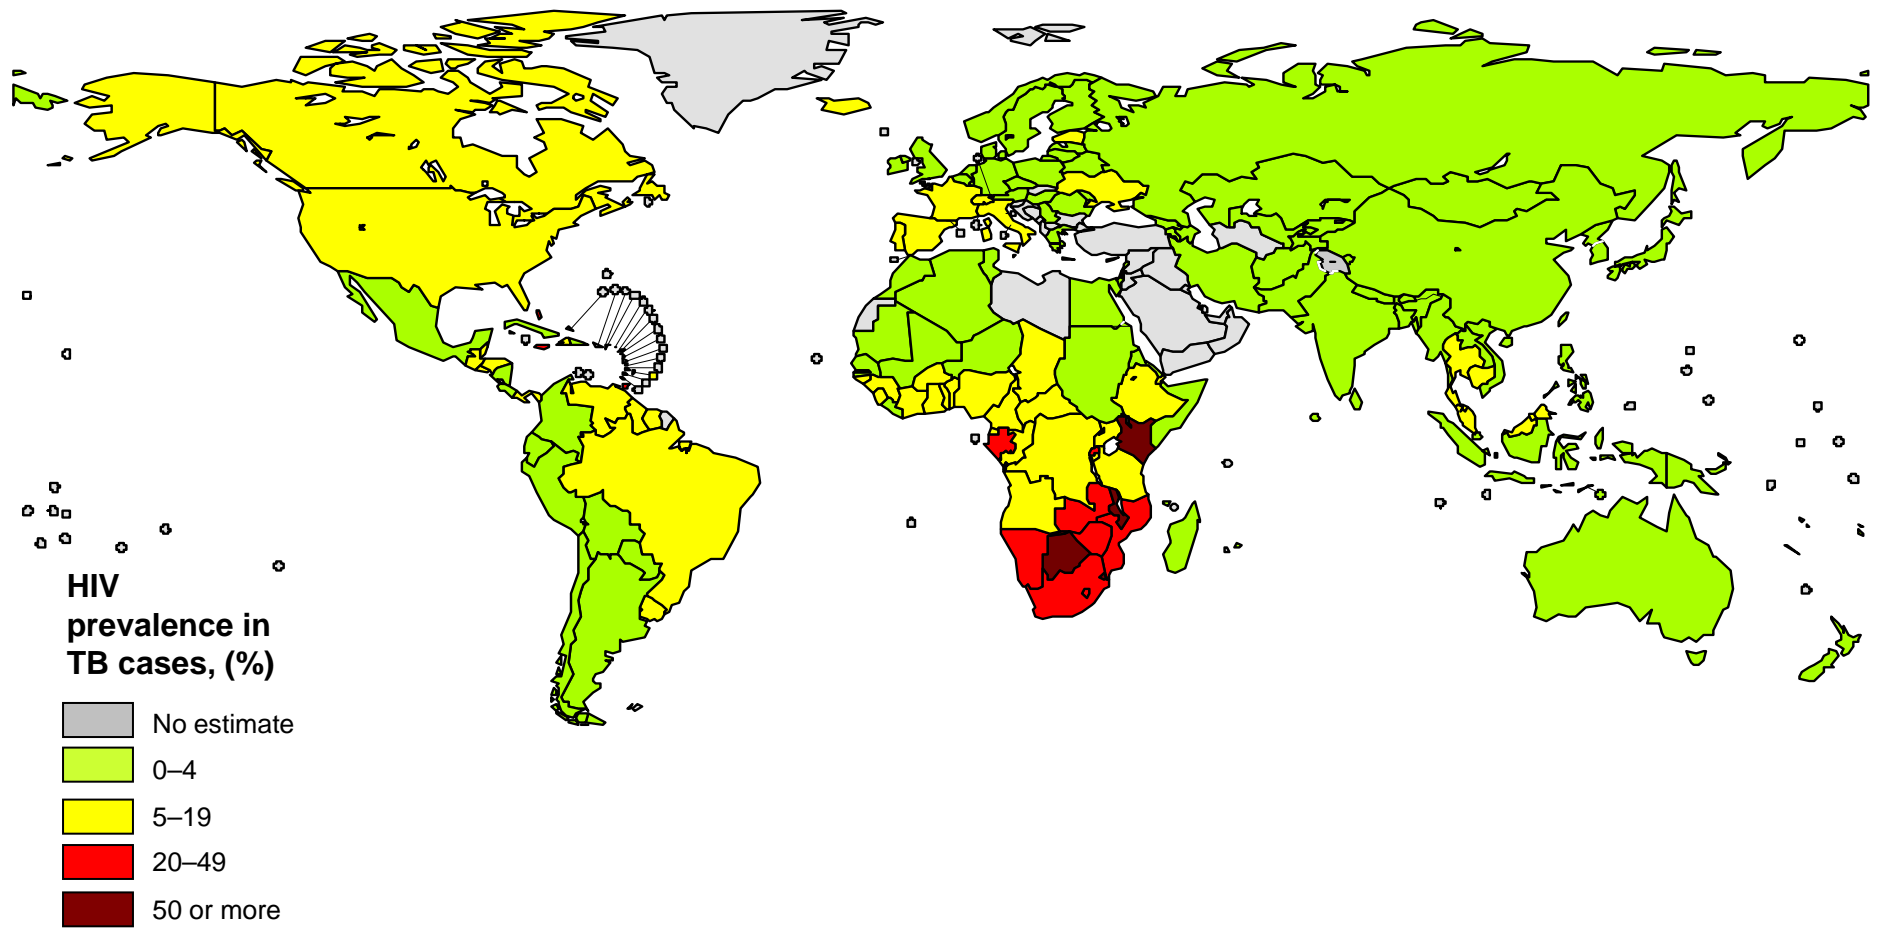 HIV
prevalence in
TB cases, (%)
No estimate
0–4
5–19
20–49
50 or more